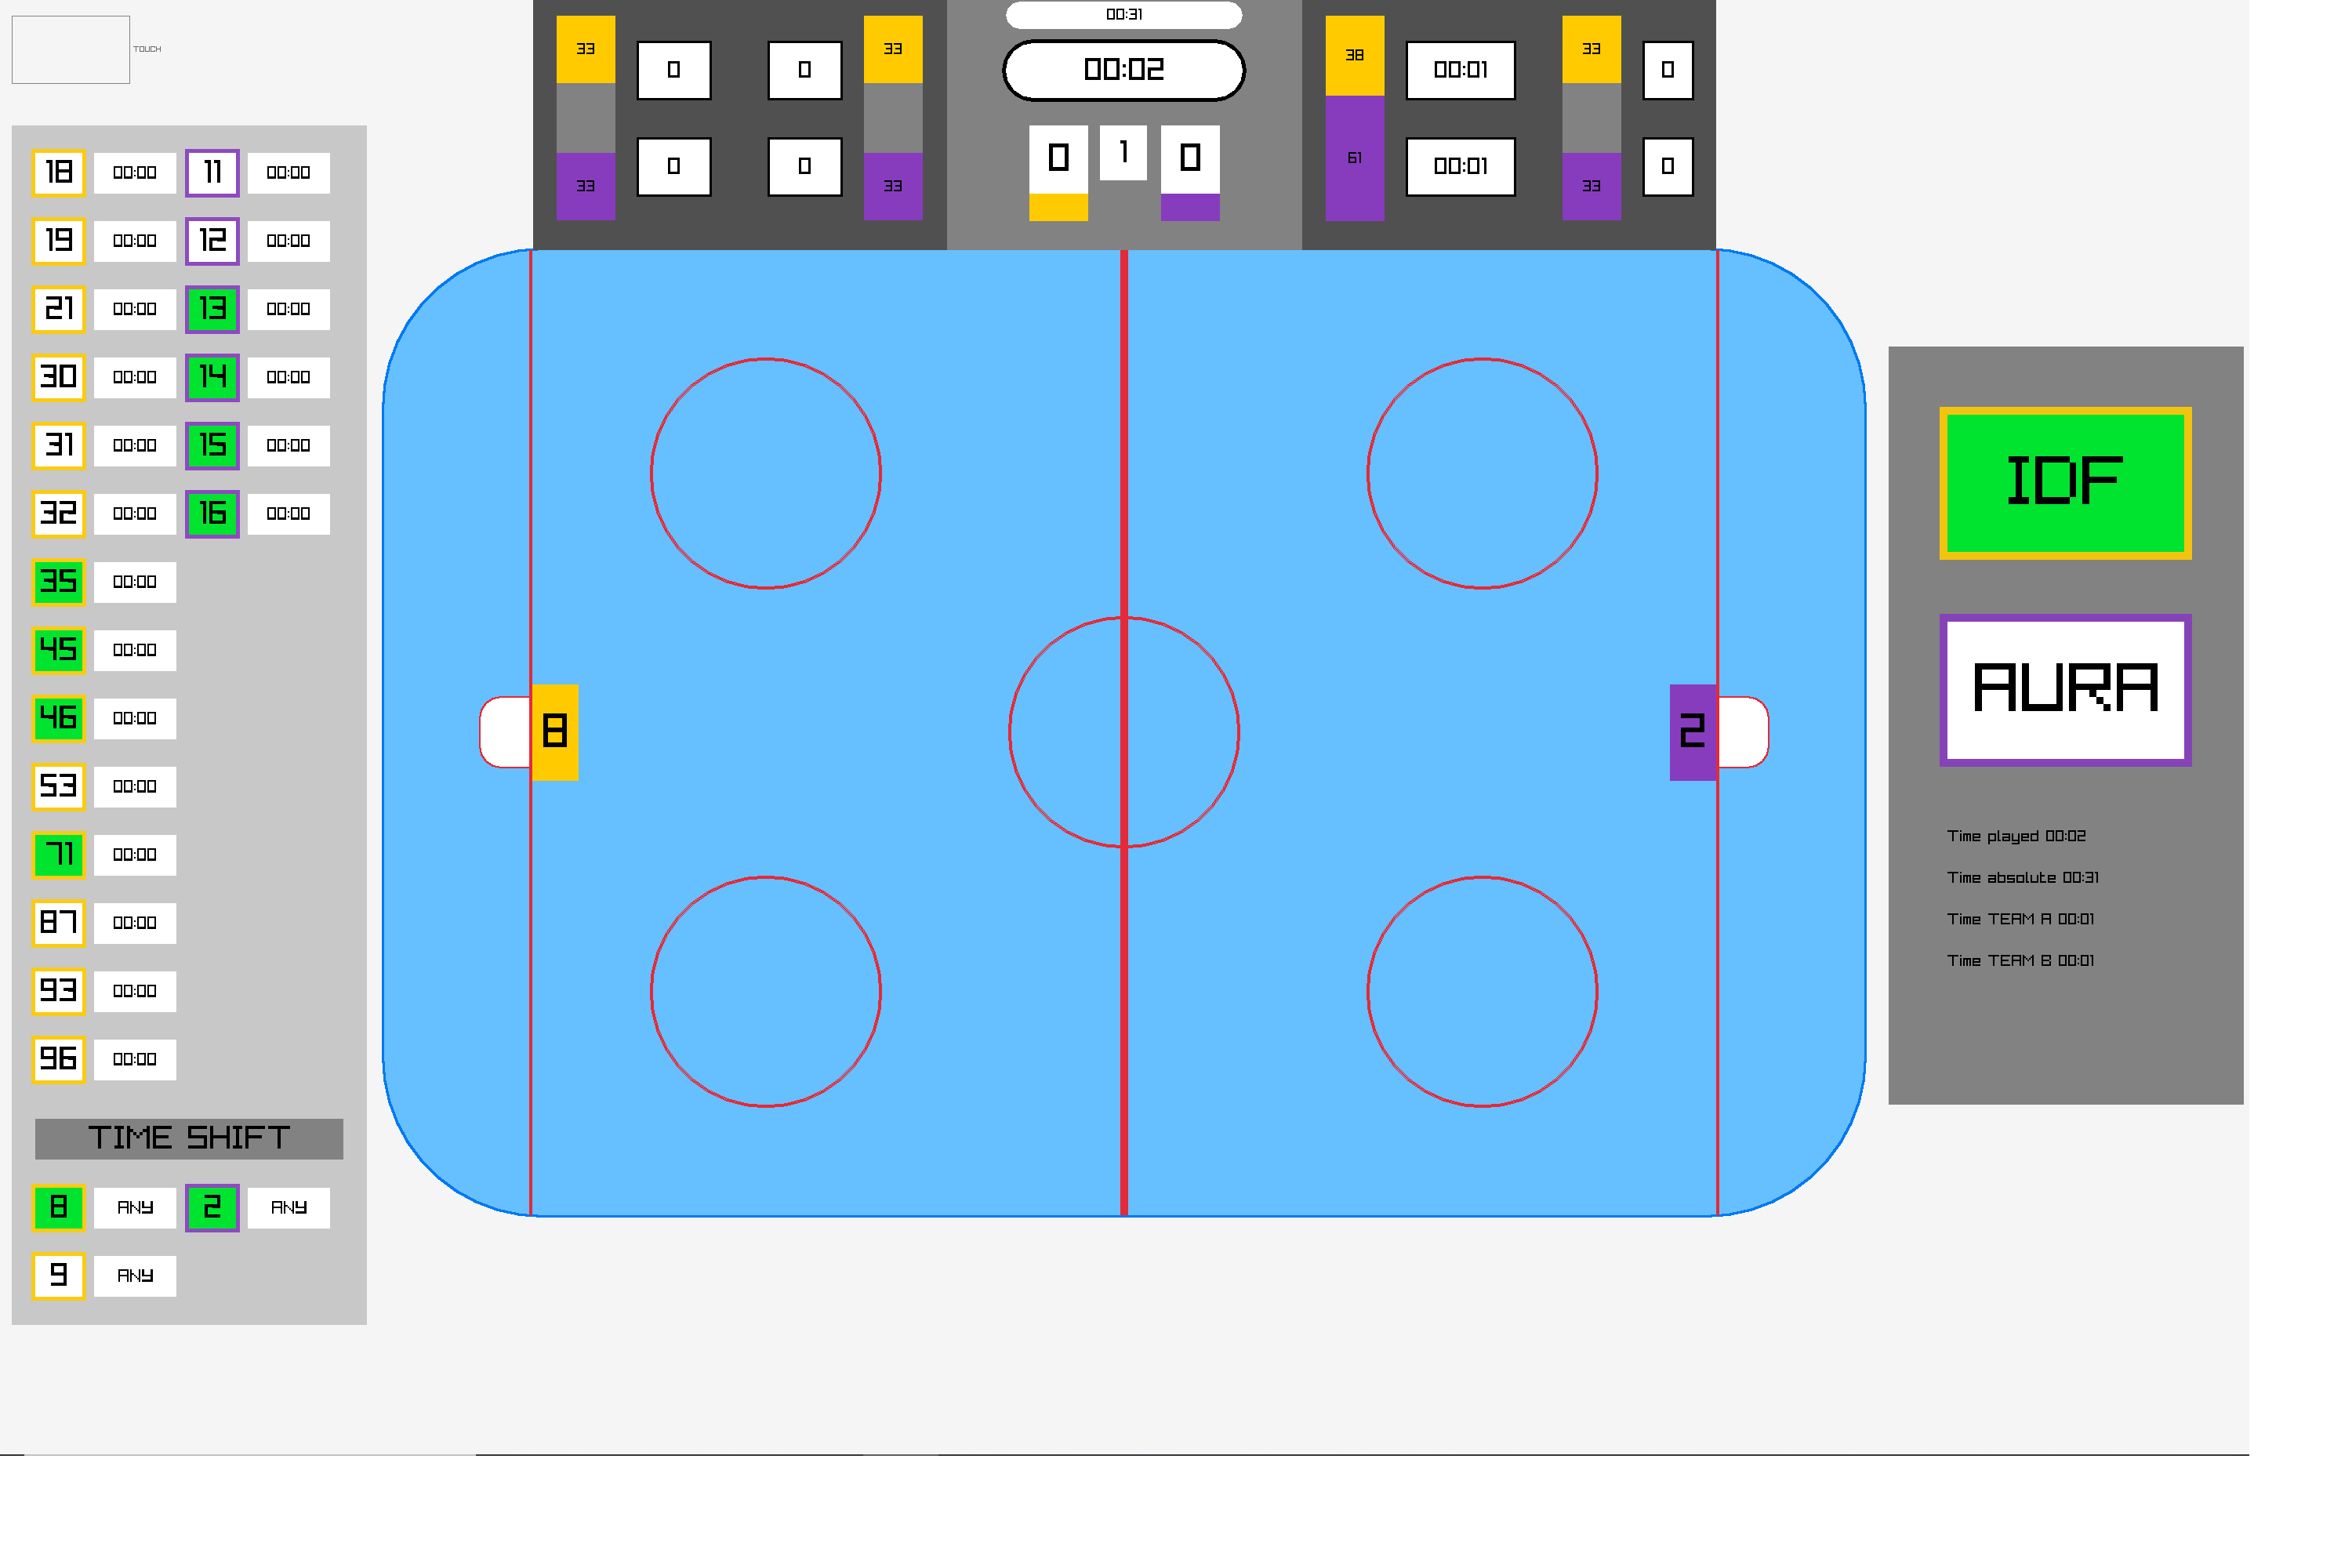 TOUCH
00:31
33 0 0 33 00:02 38 00:01 33 0
33 0 0 33 0 1 0 61 00:01 33 0
18 00:00 11 00:00
19 00:00 12 00:00
21 00:00 13 00:00
30 00:00 14 00:00
31 00:00 15 00:00
32 00:00 16 00:00
35 00:00
45 00:00
46 00:00
53 00:00
71 00:00
87 00:00
93 00:00
96 00:00
TIME SHIFT
8 ANY 2 ANY
9 ANY
8 2
IDF
AURA
Time played 00:02
Time absolute 00:31
Time TEAM A 00:01
Time TEAM B 00:01